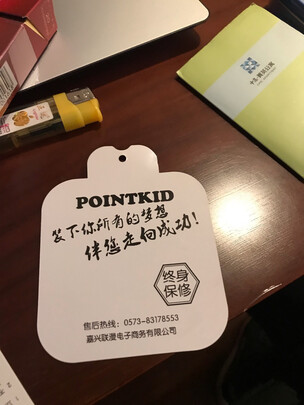 POINTKID
装下你所有的梦想
伴您走向成功!
终身
保修
售后热线：0573-83178553
嘉兴联漫电子商务有限公司